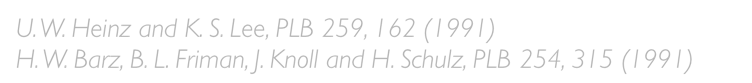 U. W. Heinz and K. S. Lee, PLB 259, 162 (1991)
H. W. Barz, B. L. Friman, J. Knoll and H. Schulz, PLB 254, 315 (1991)